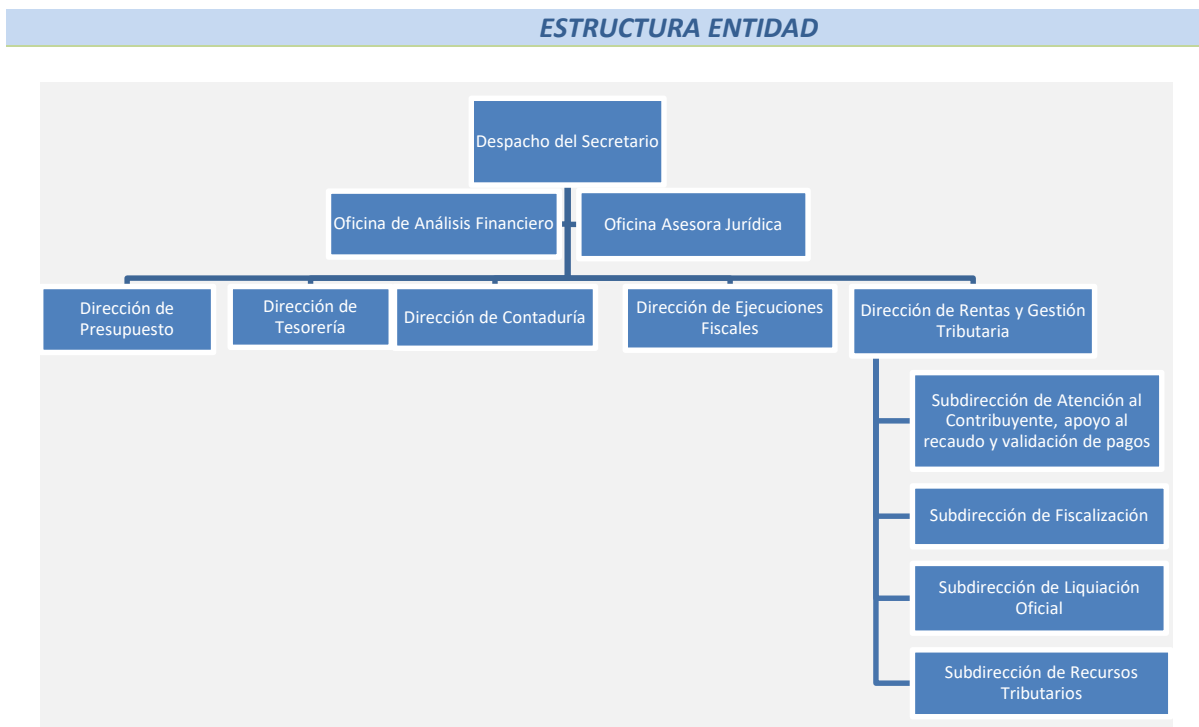 ESTRUCTURA ENTIDAD
Despacho del Secretario
Oficina de Análisis Financiero
Oficina Asesora Jurídica
Dirección de
Presupuesto
Dirección de
Tesorería
Dirección de Contaduría
Dirección de Ejecuciones
Fiscales
Dirección de Rentas y Gestión
Tributaria
Subdirección de Atención al
Contribuyente, apoyo al
recaudo y validación de pagos
Subdirección de Fiscalización
Subdirección de Liquiación
Oficial
Subdirección de Recursos
Tributarios